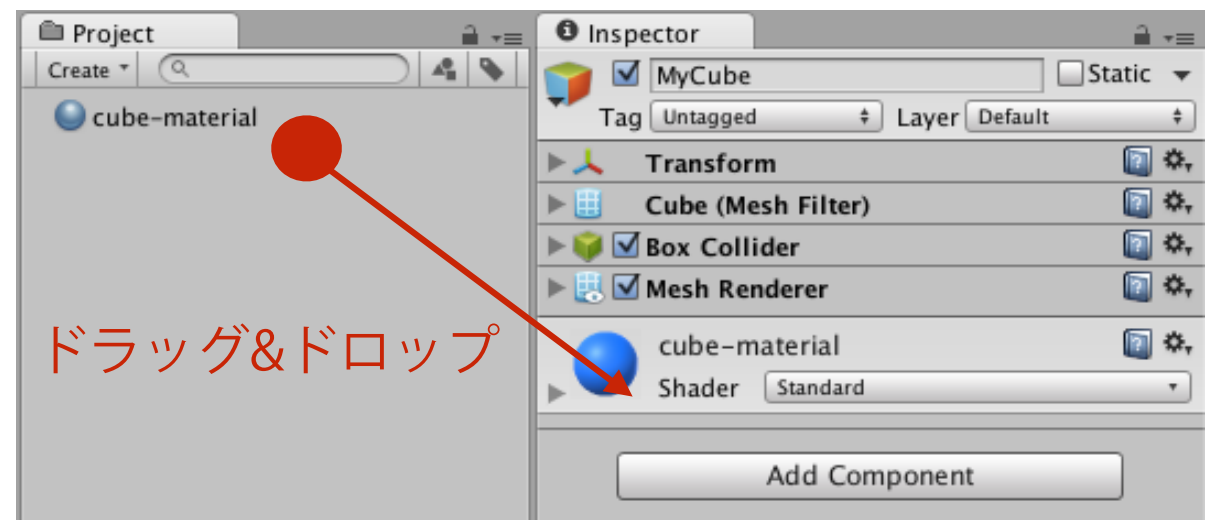 Project
Create
cube-material
ドラッグ&ドロップ
Inspector
MyCube
Static
Tag Untagged Layer Default
Transform
Cube (Mesh Filter)
Box Collider
Mesh Renderer
cube-material
Shader Standard
Add Component